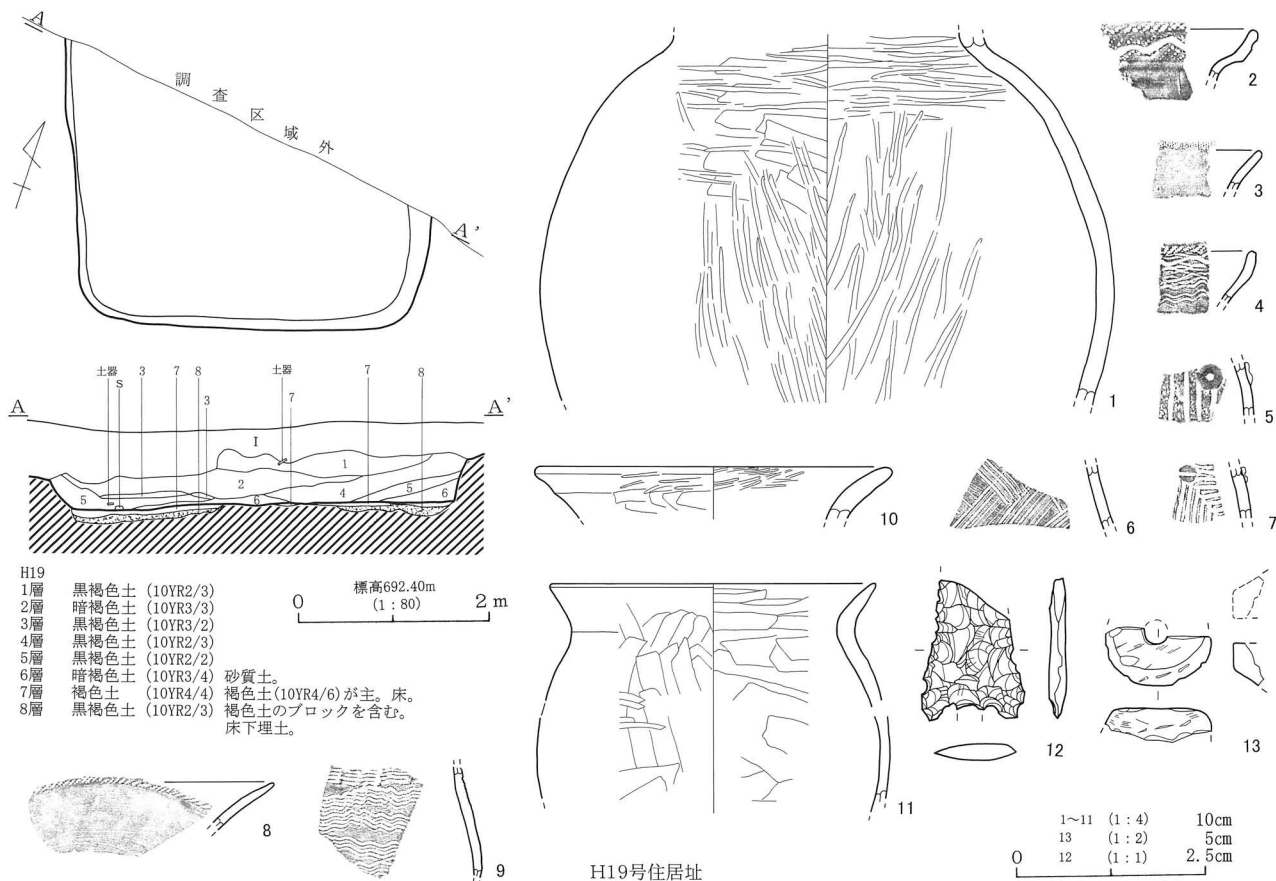 A
調査区域外
A'
土器 S 3 7 8 3 土器 7 7 8
A A'
I
1
2
5 6 4 5 6
H19
1層 黒褐色土 (10YR2/3)
2層 暗褐色土 (10YR3/3)
3層 黒褐色土 (10YR3/2)
4層 黒褐色土 (10YR2/3)
5層 黒褐色土 (10YR2/2)
6層 暗褐色土 (10YR3/4) 砂質土。
7層 褐色土 (10YR4/4) 褐色土(10YR4/6)が主。床。
8層 黒褐色土 (10YR2/3) 褐色土のブロックを含む。
床下埋土。
標高692.40m
(1:80)
0 2m
1
2
3
4
5
6
7
8
9
10
11
12
13
1~11 (1:4) 10cm
13 (1:2) 5cm
12 (1:1) 2.5cm
0
H19号住居址